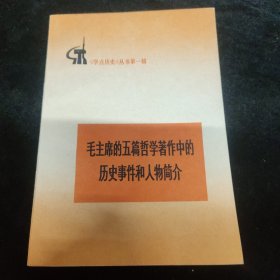 《学点历史》丛书第一辑
毛主席的五篇哲学著作中的
历史事件和人物简介